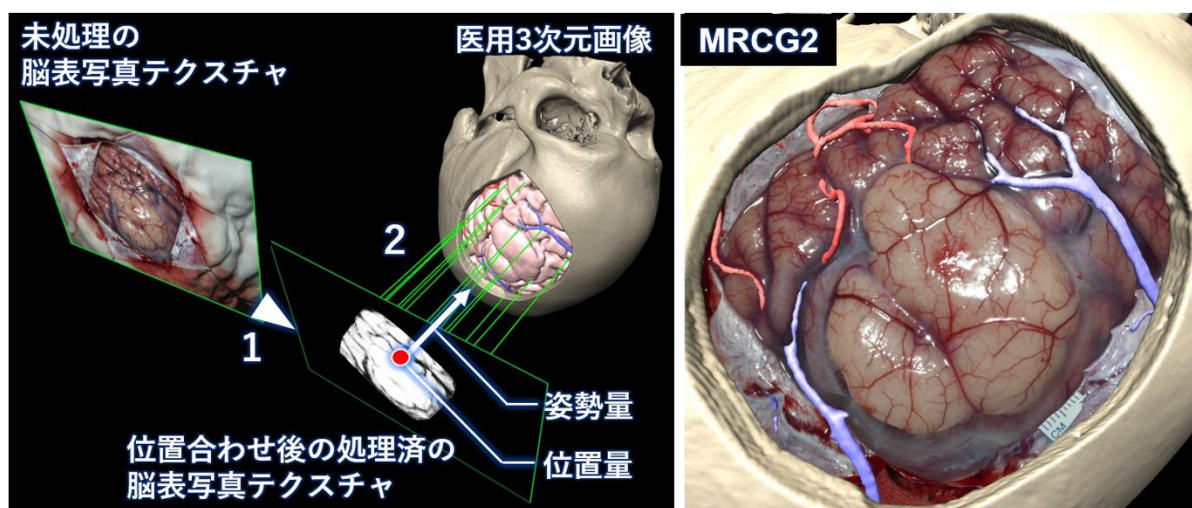 未処理の
脳表写真テクスチャ
医用3次元画像
2
1
姿勢量
位置量
位置合わせ後の処理済の
脳表写真テクスチャ
MRCG2
CM